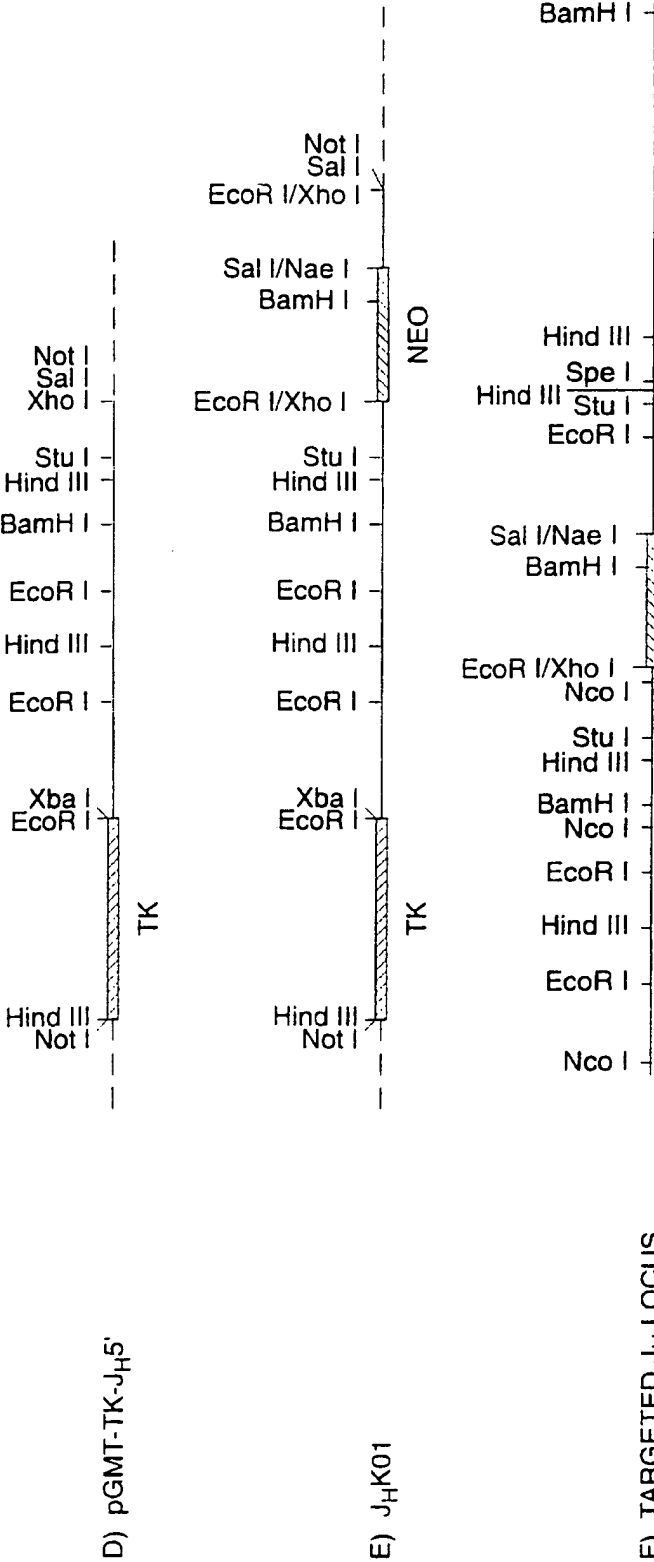 D) pGMT-TK-JH5'
Not I
Sal I
Xho I
Stu I
Hind III
BamH I
EcoR I
Hind III
EcoR I
Xba I
EcoR I
TK
Hind III
Not I
E) JHK01
Not I
Sal I
EcoR I/Xho I
Sal I/Nae I
BamH I
NEO
EcoR I/Xho I
Stu I
Hind III
BamH I
EcoR I
Hind III
EcoR I
Xba I
EcoR I
TK
Hind III
Not I
TARGETED J LOCUS
BamH I
Hind III
Spe I
Hind III
Stu I
EcoR I
Sal I/Nae I
BamH I
EcoR I/Xho I
Nco I
Stu I
Hind III
BamH I
Nco I
EcoR I
Hind III
EcoR I
Nco I